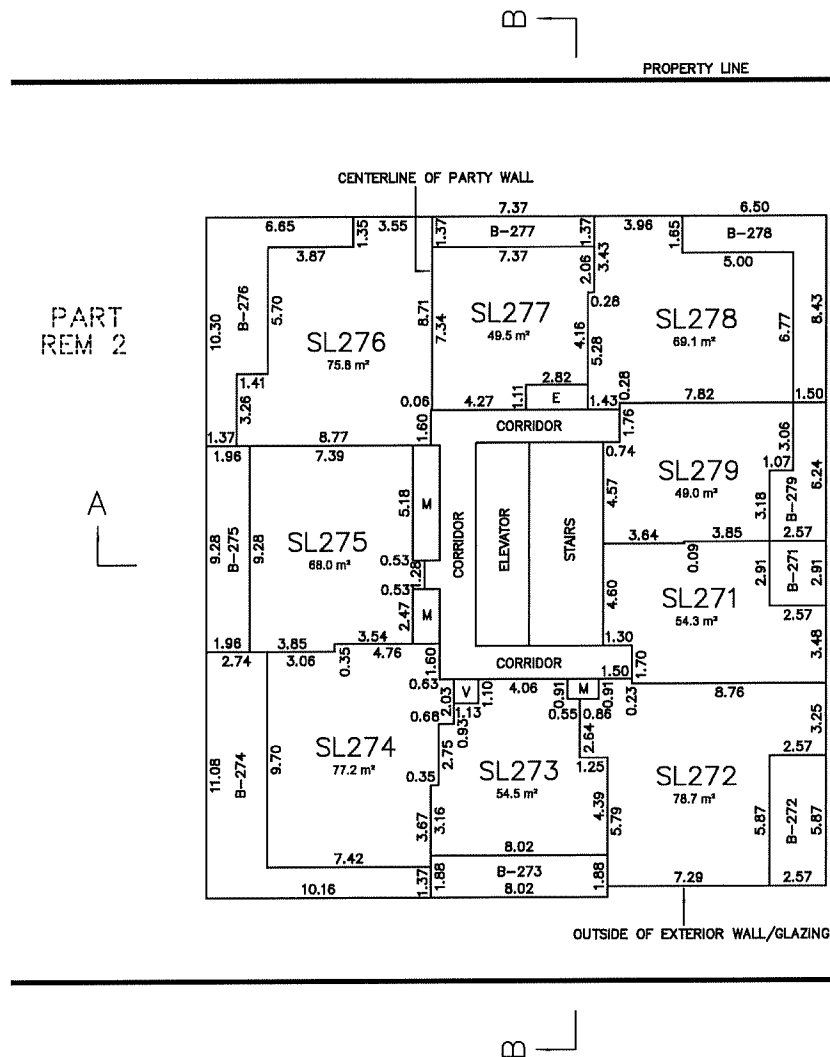 B
PROPERTY LINE
CENTERLINE OF PARTY WALL
7.37
6.50
6.65
1.35
3.55
1.37
B-277
1.37
3.96
1.65
B-278
3.87
7.37
2.06
3.43
5.00
10.30
B-276
5.70
8.71
7.34
SL277
49.5 m²
0.28
4.16
5.28
SL278
69.1 m²
6.77
8.43
PART
REM 2
SL276
75.8 m²
1.41
3.26
0.06
4.27
1.11
2.82
E
1.43
0.28
7.82
1.50
1.37
8.77
1.60
CORRIDOR
1.76
3.06
1.96
7.39
0.74
1.07
6.24
A
9.28
B-275
9.28
SL275
68.0 m²
5.18
M
CORRIDOR
ELEVATOR
STAIRS
4.57
SL279
49.0 m²
3.18
B-279
0.53
1.28
3.64
0.09
3.85
2.57
0.53
2.47
M
4.60
SL271
54.3 m²
2.91
B-271
2.91
2.57
1.96
3.85
3.54
1.30
3.48
2.74
3.06
0.35
4.76
1.60
CORRIDOR
1.50
1.70
0.63
V
1.10
4.06
0.91
M
0.91
0.23
8.76
2.03
1.13
0.55
0.86
0.68
0.93
3.25
11.08
B-274
9.70
SL274
77.2 m²
2.75
2.64
2.57
0.35
SL273
54.5 m²
1.25
SL272
78.7 m²
3.67
3.16
4.39
5.79
5.87
B-272
5.87
7.42
8.02
10.16
1.37
1.88
B-273
8.02
1.88
7.29
2.57
OUTSIDE OF EXTERIOR WALL/GLAZING
B